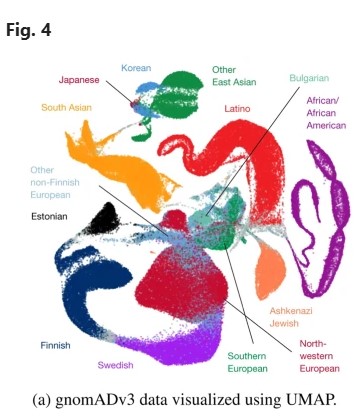 Fig. 4
Korean
Other
East Asian
Japanese
Bulgarian
South Asian
Latino
African/
African
American
Other
non-Finnish
European
Estonian
Ashkenazi
Jewish
Finnish
Swedish
Southern
European
North-
western
European
(a) gnomADv3 data visualized using UMAP.